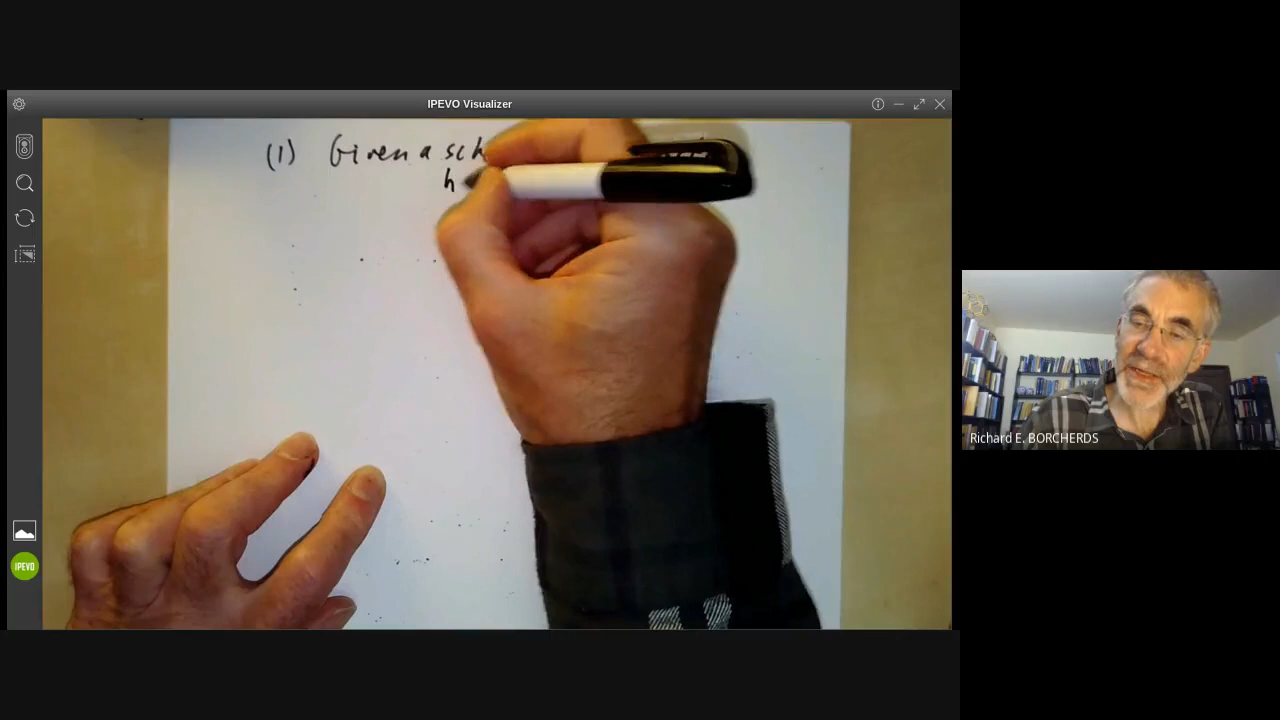 IPEVO Visualizer
(1) Given a sch
h
IPEVO
Richard E. BORCHERDS